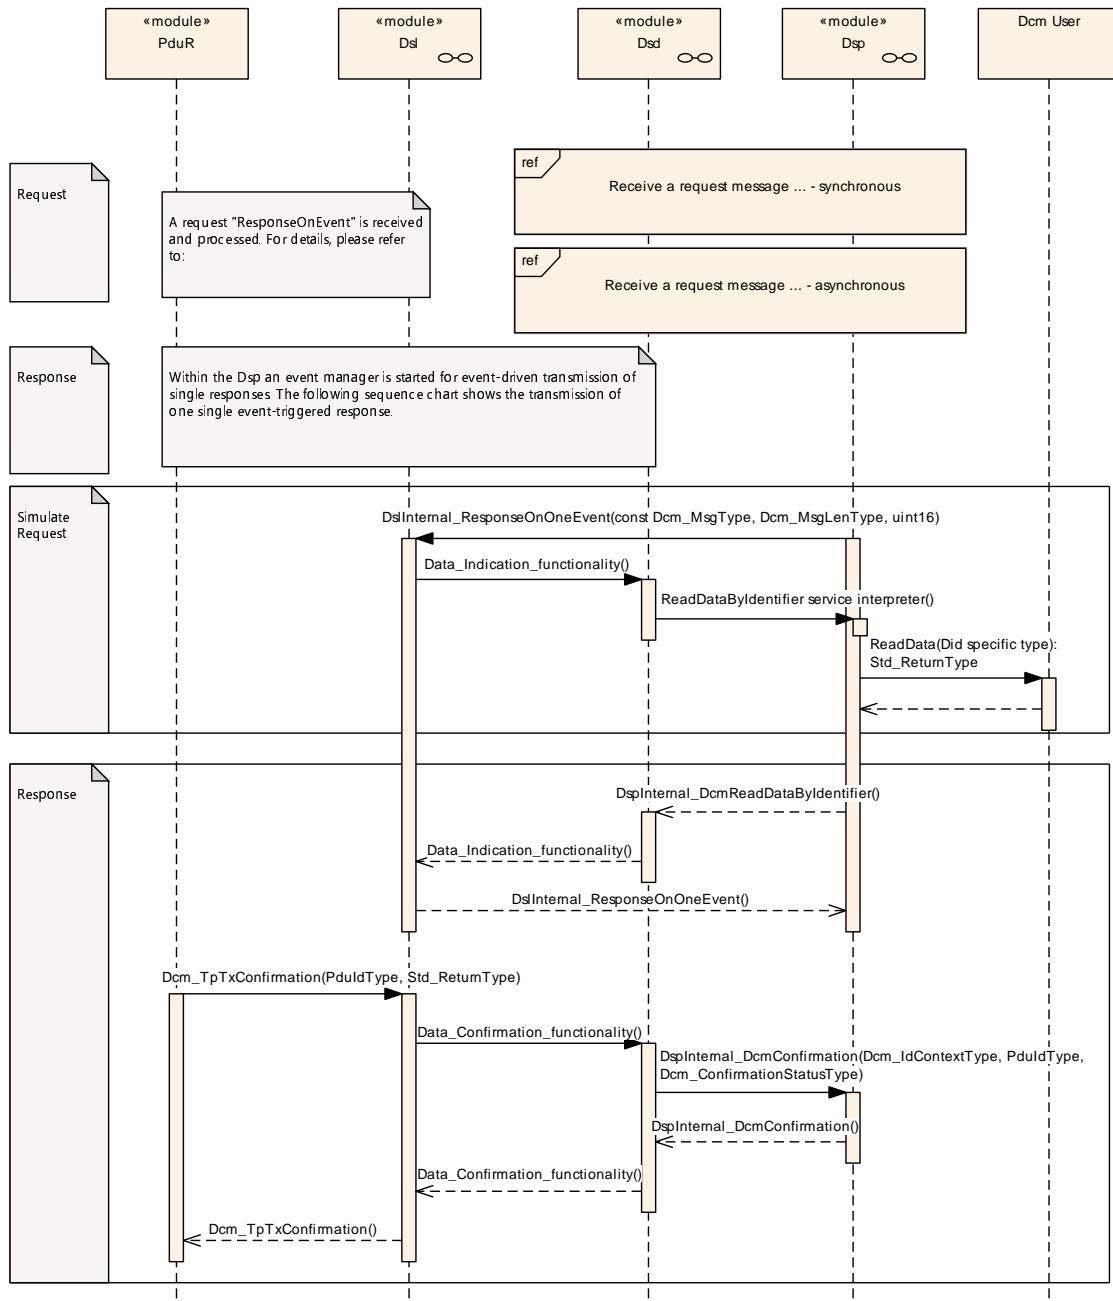 «module»
PduR
«module»
Dsl
«module»
Dsd
«module»
Dsp
Dcm User
Request
A request "ResponseOnEvent" is received
and processed. For details, please refer
to:
ref
Receive a request message ... - synchronous
ref
Receive a request message ... - asynchronous
Response
Within the Dsp an event manager is started for event-driven transmission of
single responses. The following sequence chart shows the transmission of
one single event-triggered response.
Simulate
Request
DslInternal_ResponseOnOneEvent(const Dcm_MsgType, Dcm_MsgLenType, uint16)
Data_Indication_functionality()
ReadDataByIdentifier service interpreter()
ReadData(Did specific type):
Std_ReturnType
Response
DspInternal_DcmReadDataByIdentifier()
Data_Indication_functionality()
DslInternal_ResponseOnOneEvent()
Dcm_TpTxConfirmation(PduIdType, Std_ReturnType)
Data_Confirmation_functionality()
DspInternal_DcmConfirmation(Dcm_IdContextType, PduIdType,
Dcm_ConfirmationStatusType)
DspInternal_DcmConfirmation()
Data_Confirmation_functionality()
Dcm_TpTxConfirmation()